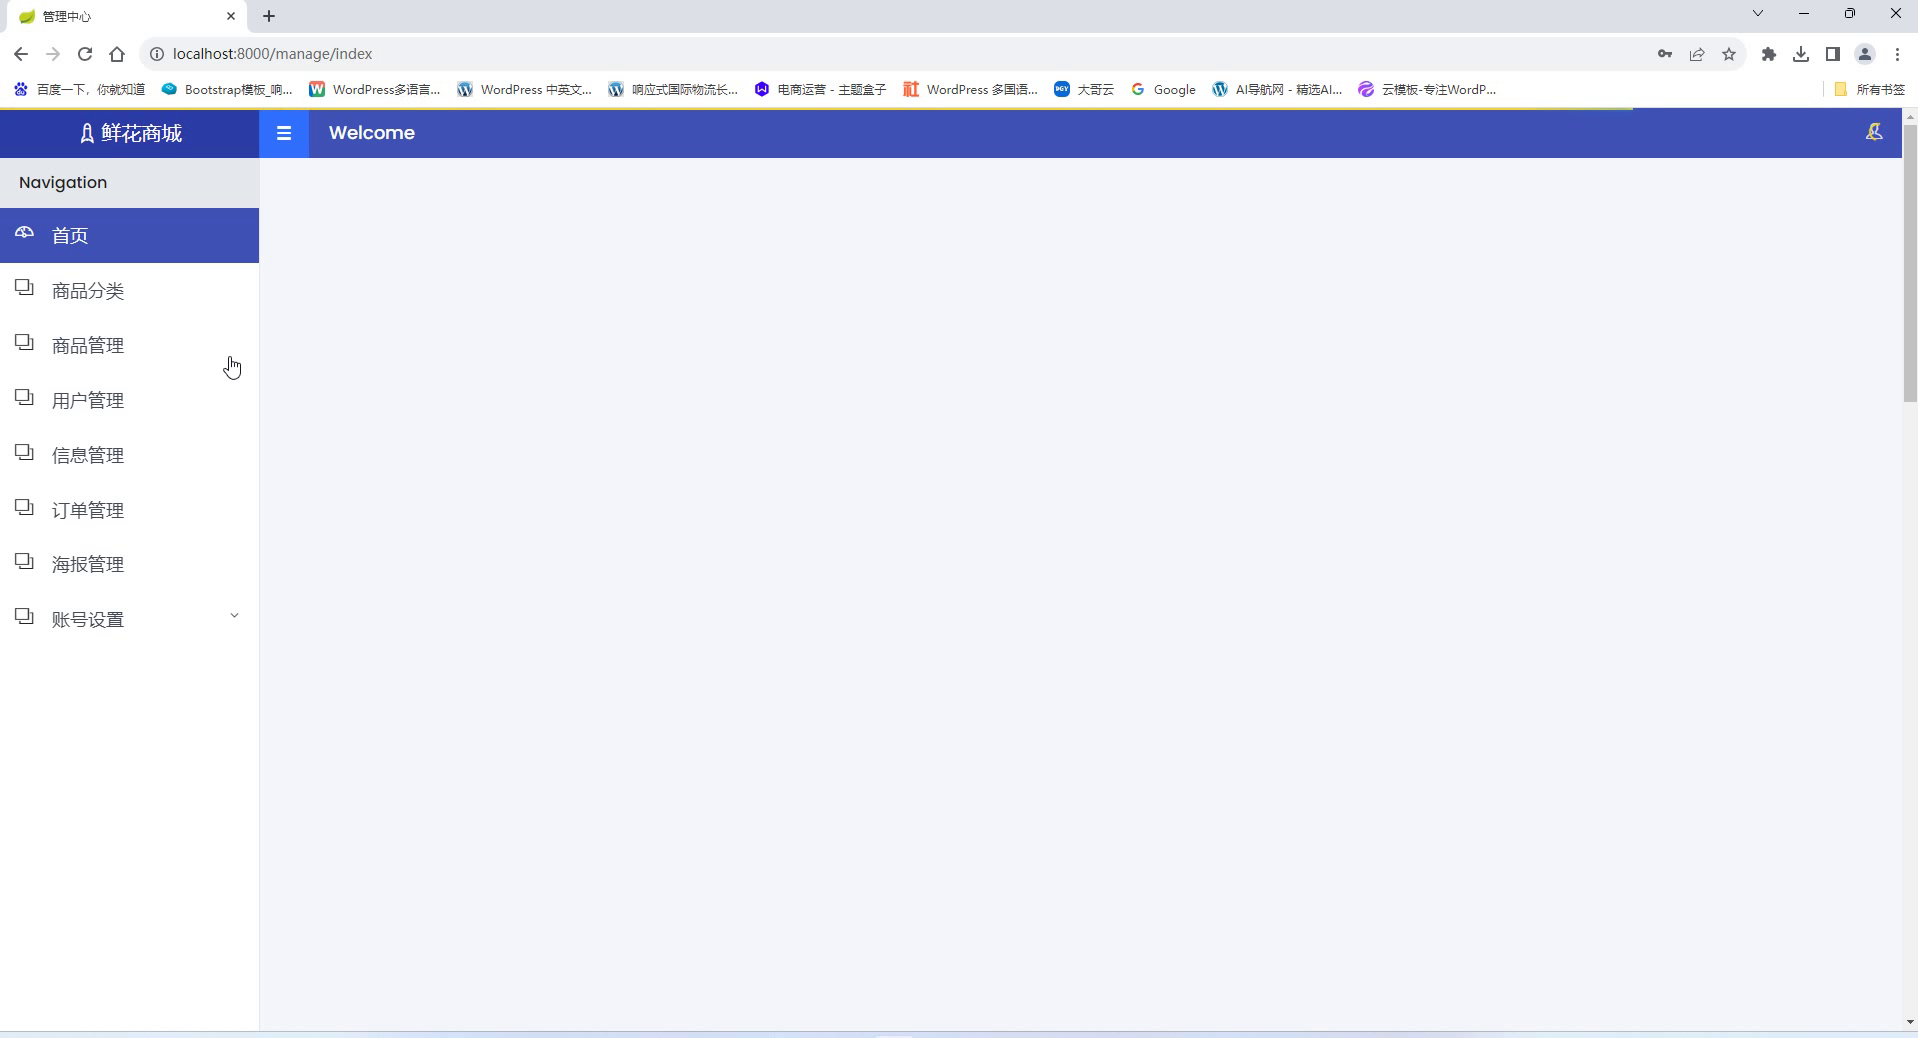 管理中心
localhost:8000/manage/index
百度一下，你就知道 Bootstrap模板_响... WordPress多语言... WordPress 中英文... 响应式国际物流长... 电商运营 - 主题盒子 WordPress 多国语... 大哥云 Google AI导航网 - 精选AI... 云模板-专注WordP... 所有书签
鲜花商城 Welcome
Navigation
首页
商品分类
商品管理
用户管理
信息管理
订单管理
海报管理
账号设置